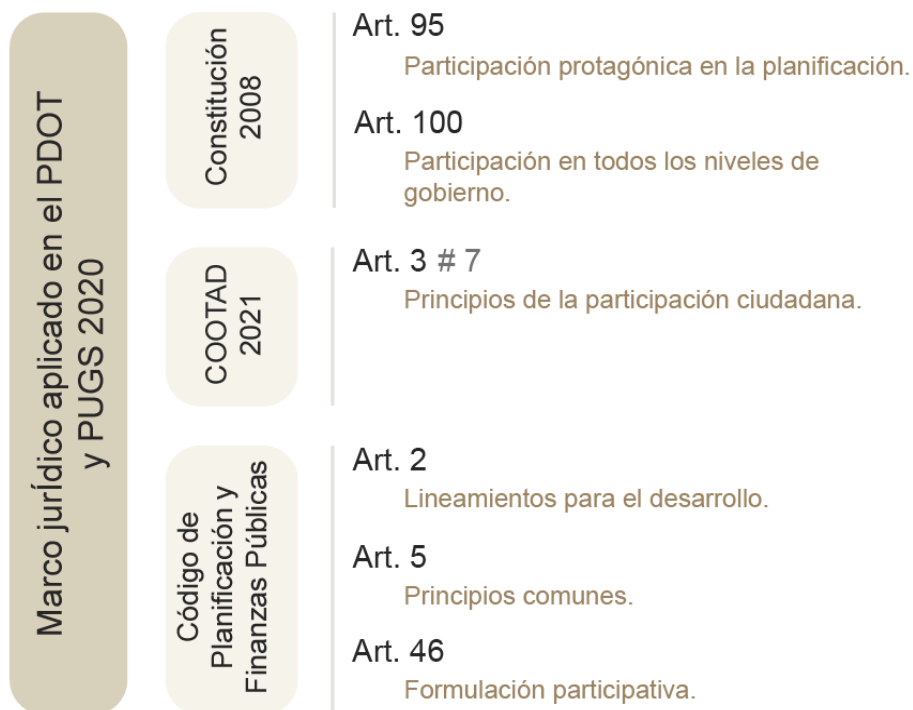 Marco jurídico aplicado en el PDOT
y PUGS 2020
Constitución
2008
Art. 95
Participación protagónica en la planificación.
Art. 100
Participación en todos los niveles de
gobierno.
COOTAD
2021
Art. 3 # 7
Principios de la participación ciudadana.
Código de
Planificación y
Finanzas Públicas
Art. 2
Lineamientos para el desarrollo.
Art. 5
Principios comunes.
Art. 46
Formulación participativa.